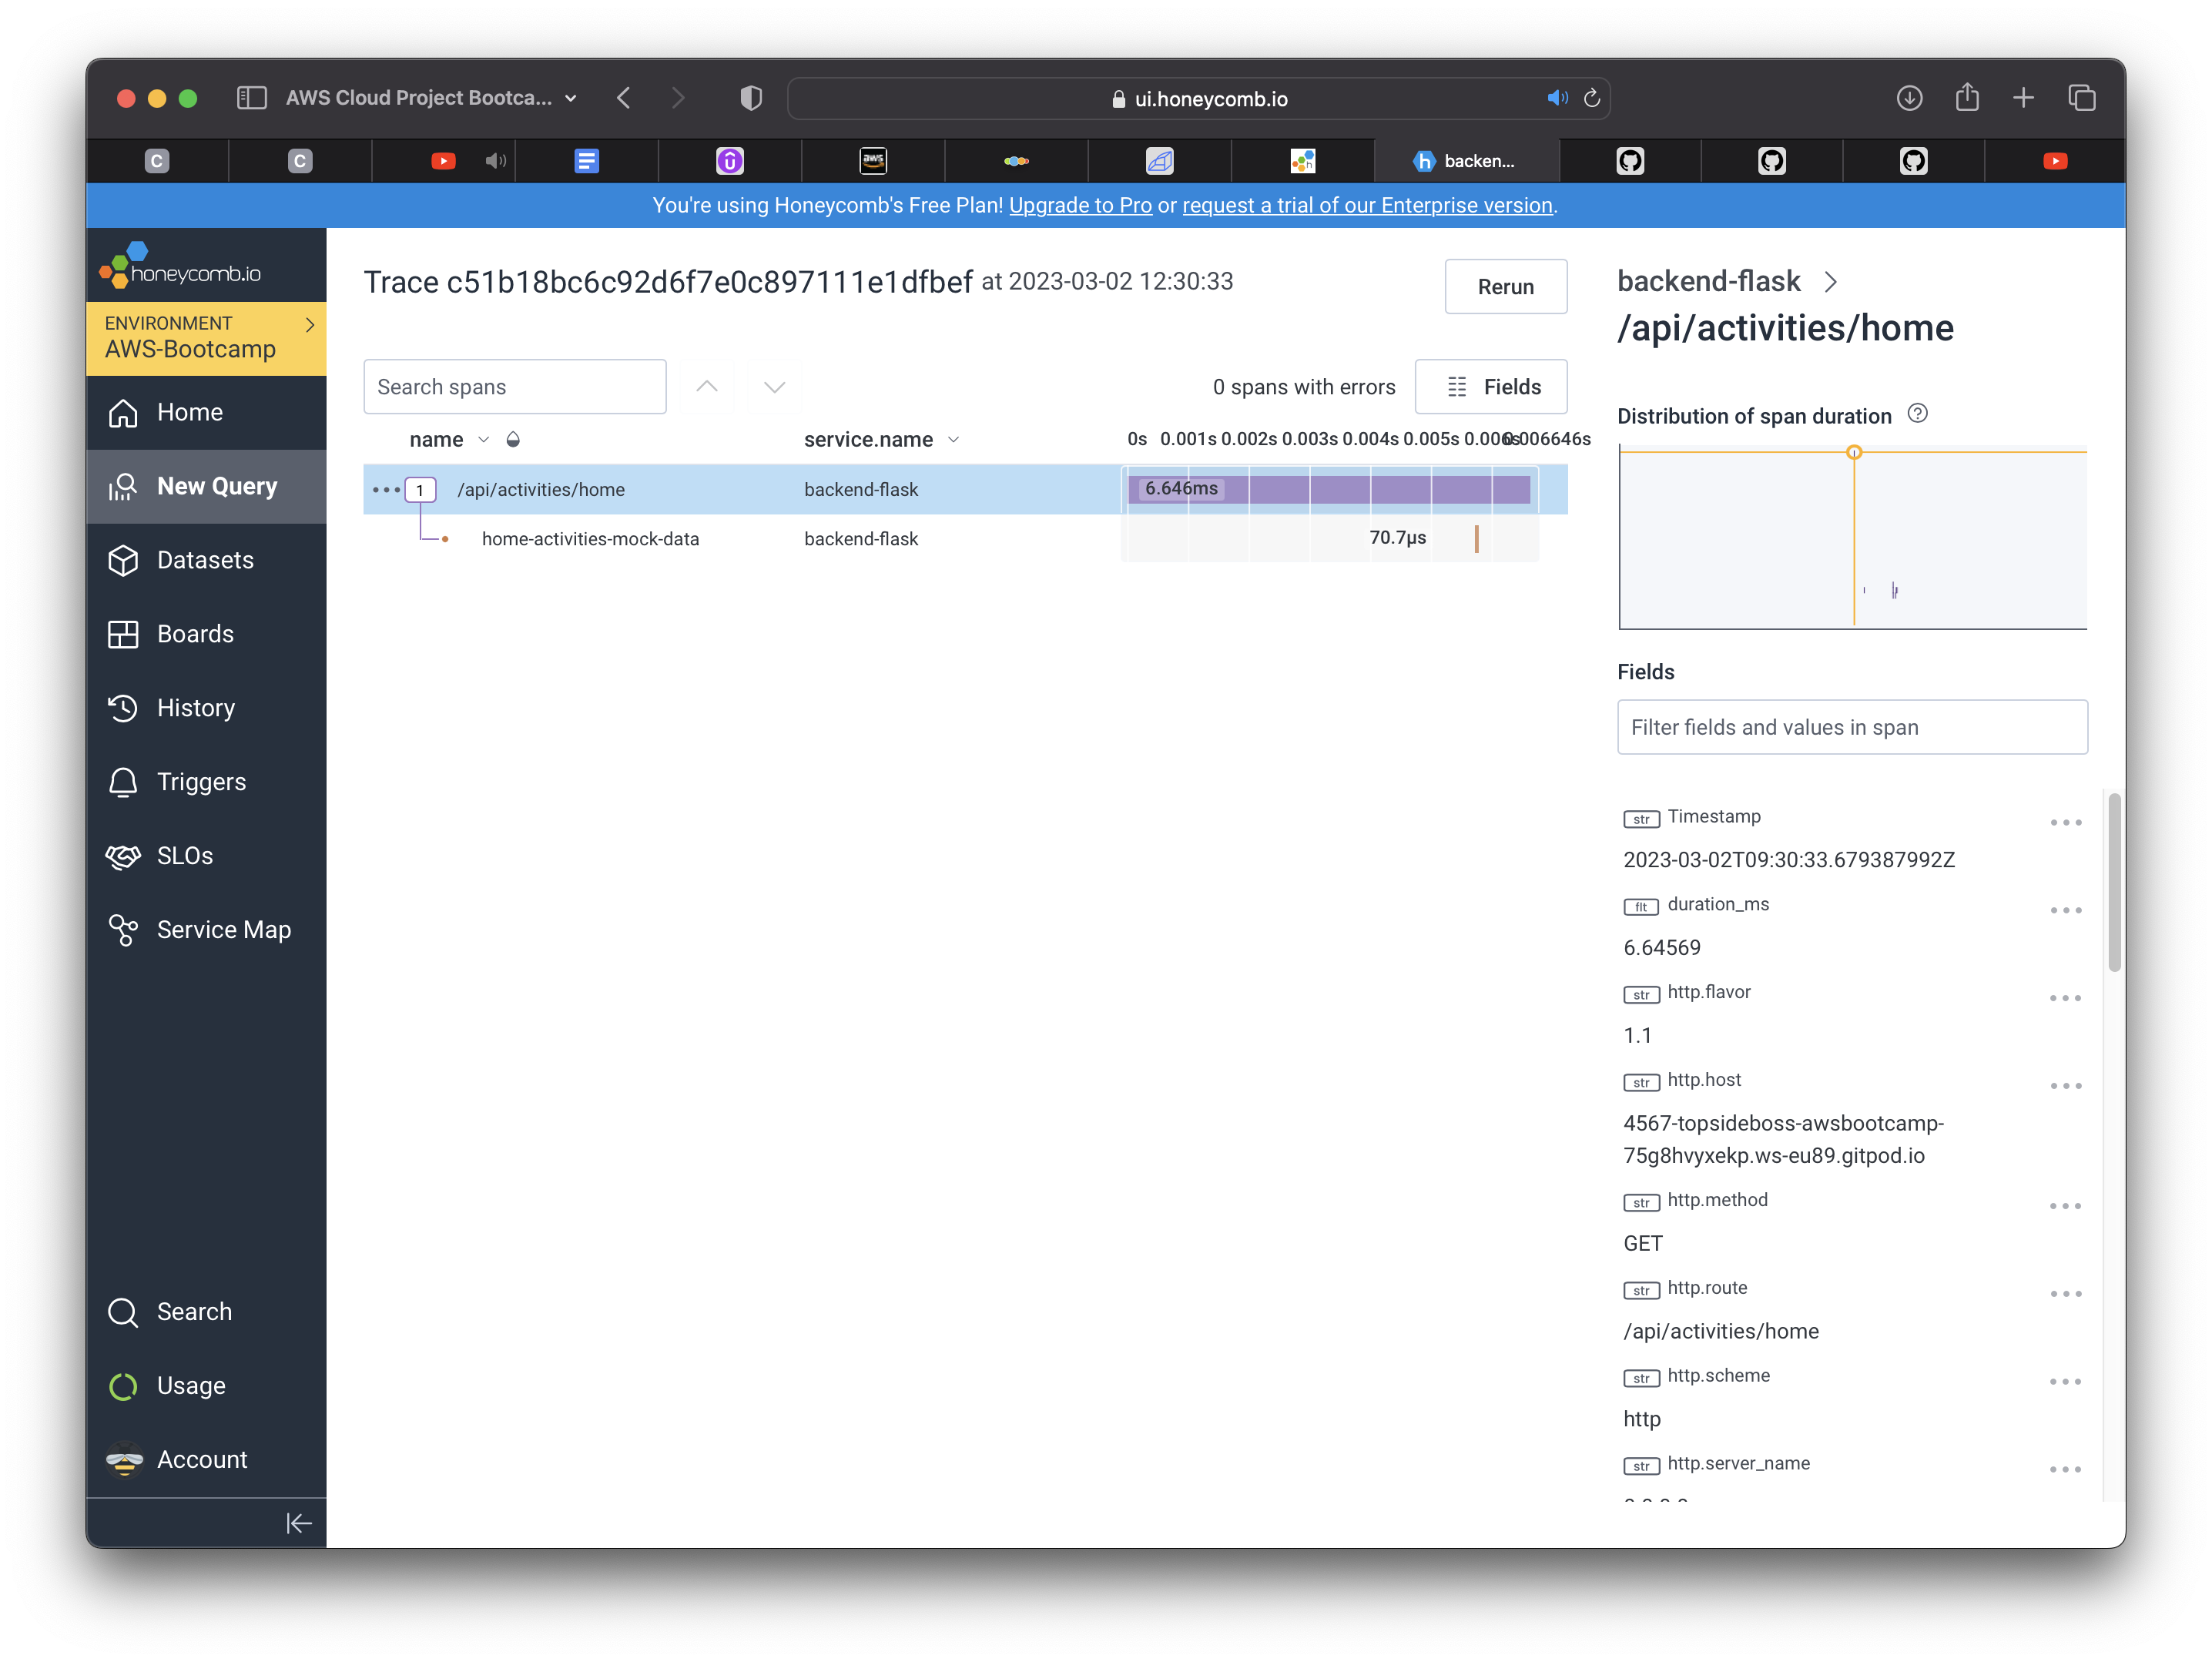 AWS Cloud Project Bootca...
ui.honeycomb.io
C
C
aws
h
backen...
You're using Honeycomb's Free Plan! Upgrade to Pro or request a trial of our Enterprise version.
honeycomb.io
ENVIRONMENT
AWS-Bootcamp
Home
New Query
Datasets
Boards
History
Triggers
SLOs
Service Map
Search
Usage
Account
Trace c51b18bc6c92d6f7e0c897111e1dfbef at 2023-03-02 12:30:33
Rerun
Search spans
0 spans with errors
Fields
name
service.name
0s 0.001s 0.002s 0.003s 0.004s 0.005s 0.006s 0.006646s
1 /api/activities/home backend-flask 6.646ms
home-activities-mock-data backend-flask 70.7µs
backend-flask
/api/activities/home
Distribution of span duration
Fields
Filter fields and values in span
str Timestamp
2023-03-02T09:30:33.679387992Z
flt duration_ms
6.64569
str http.flavor
1.1
str http.host
4567-topsideboss-awsbootcamp-
75g8hvyxekp.ws-eu89.gitpod.io
str http.method
GET
str http.route
/api/activities/home
str http.scheme
http
str http.server_name